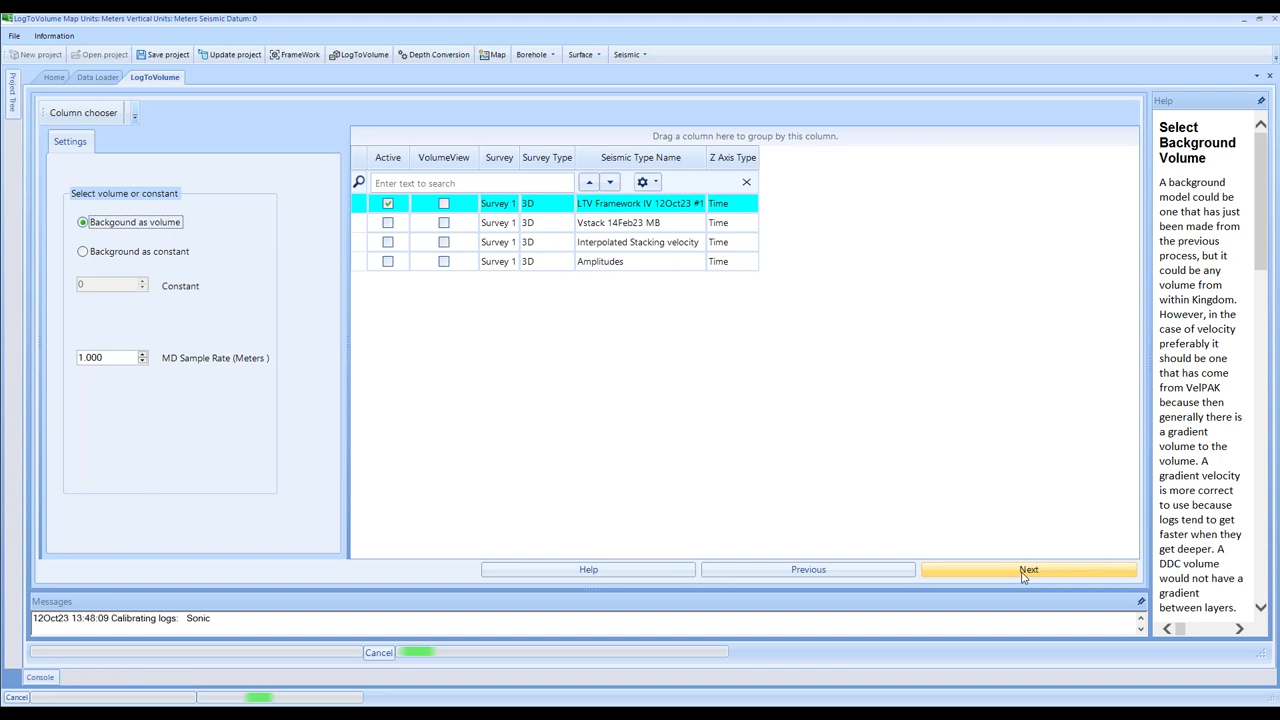 LogToVolume Map Units: Meters Vertical Units: Meters Seismic Datum: 0
File Information
New project Open project Save project Update project FrameWork LogToVolume Depth Conversion Map Borehole Surface Seismic
Project Tree
Home Data Loader LogToVolume
Column chooser
Settings
Select volume or constant
Backgound as volume
Background as constant
0 Constant
1.000 MD Sample Rate (Meters )
Drag a column here to group by this column.
Active VolumeView Survey Survey Type Seismic Type Name Z Axis Type
Enter text to search
Survey 1 3D LTV Framework IV 12Oct23 #1 Time
Survey 1 3D Vstack 14Feb23 MB Time
Survey 1 3D Interpolated Stacking velocity Time
Survey 1 3D Amplitudes Time
Help Previous Next
Help
Select
Background
Volume
A background
model could be
one that has just
been made from
the previous
process, but it
could be any
volume from
within Kingdom.
However, in the
case of velocity
preferably it
should be one
that has come
from VelPAK
because then
generally there is
a gradient
volume to the
volume. A
gradient velocity
is more correct
to use because
logs tend to get
faster when they
get deeper. A
DDC volume
would not have a
gradient
between layers.
Messages
12Oct23 13:48:09 Calibrating logs: Sonic
Cancel
Console
Cancel